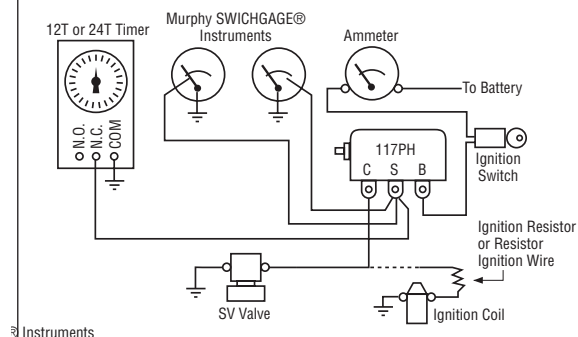 Murphy SWICHGAGE®
Instruments
12T or 24T Timer
Ammeter
To Battery
N.O.
N.C.
COM
117PH
C S B
Ignition
Switch
Ignition Resistor
or Resistor
Ignition Wire
SV Valve
Ignition Coil
Instruments